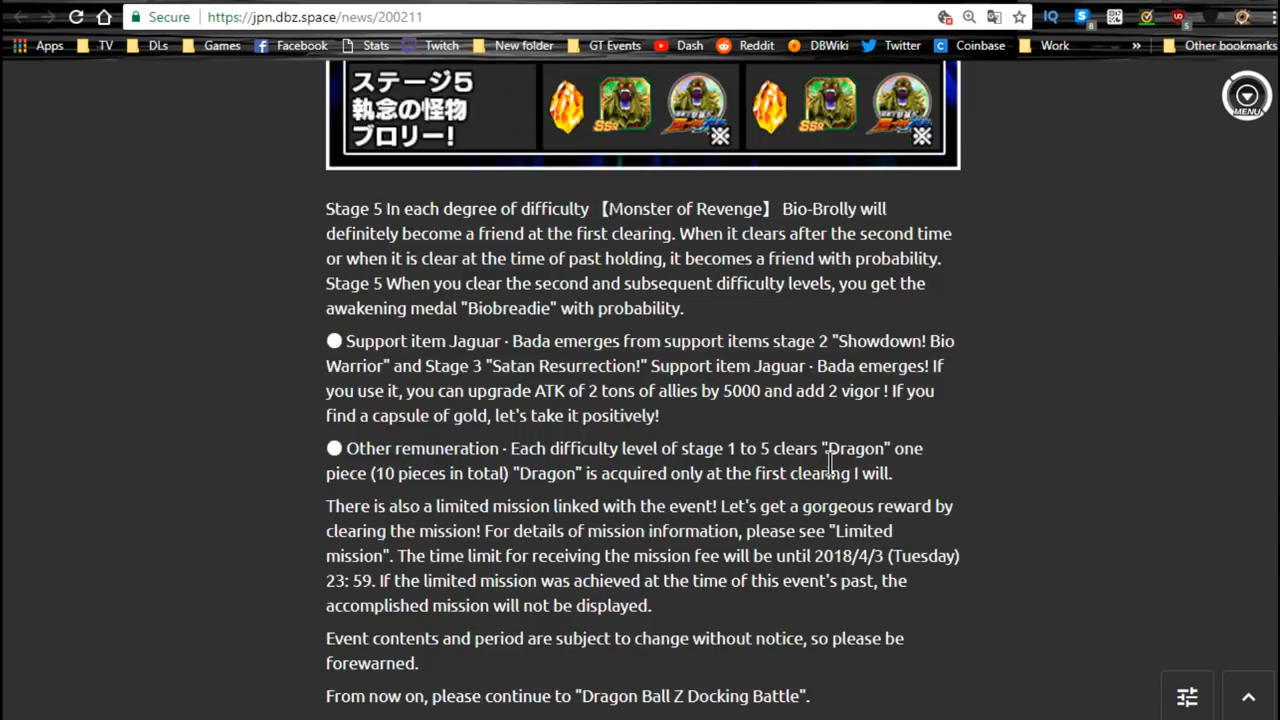 Secure
https://jpn.dbz.space/news/200211
Apps
TV
DLs
Games
Facebook
Stats
Twitch
New folder
GT Events
Dash
Reddit
DBWiki
Twitter
Coinbase
Work
»
Other bookmarks
ステージ5
執念の怪物
ブロリー!
SSR
※
SSR
※
MENU
Stage 5 In each degree of difficulty 【Monster of Revenge】 Bio-Brolly will
definitely become a friend at the first clearing. When it clears after the second time
or when it is clear at the time of past holding, it becomes a friend with probability.
Stage 5 When you clear the second and subsequent difficulty levels, you get the
awakening medal "Biobreadie" with probability.
● Support item Jaguar · Bada emerges from support items stage 2 "Showdown! Bio
Warrior" and Stage 3 "Satan Resurrection!" Support item Jaguar · Bada emerges! If
you use it, you can upgrade ATK of 2 tons of allies by 5000 and add 2 vigor ! If you
find a capsule of gold, let's take it positively!
● Other remuneration · Each difficulty level of stage 1 to 5 clears "Dragon" one
piece (10 pieces in total) "Dragon" is acquired only at the first clearing I will.
There is also a limited mission linked with the event! Let's get a gorgeous reward by
clearing the mission! For details of mission information, please see "Limited
mission". The time limit for receiving the mission fee will be until 2018/4/3 (Tuesday)
23: 59. If the limited mission was achieved at the time of this event's past, the
accomplished mission will not be displayed.
Event contents and period are subject to change without notice, so please be
forewarned.
From now on, please continue to "Dragon Ball Z Docking Battle".